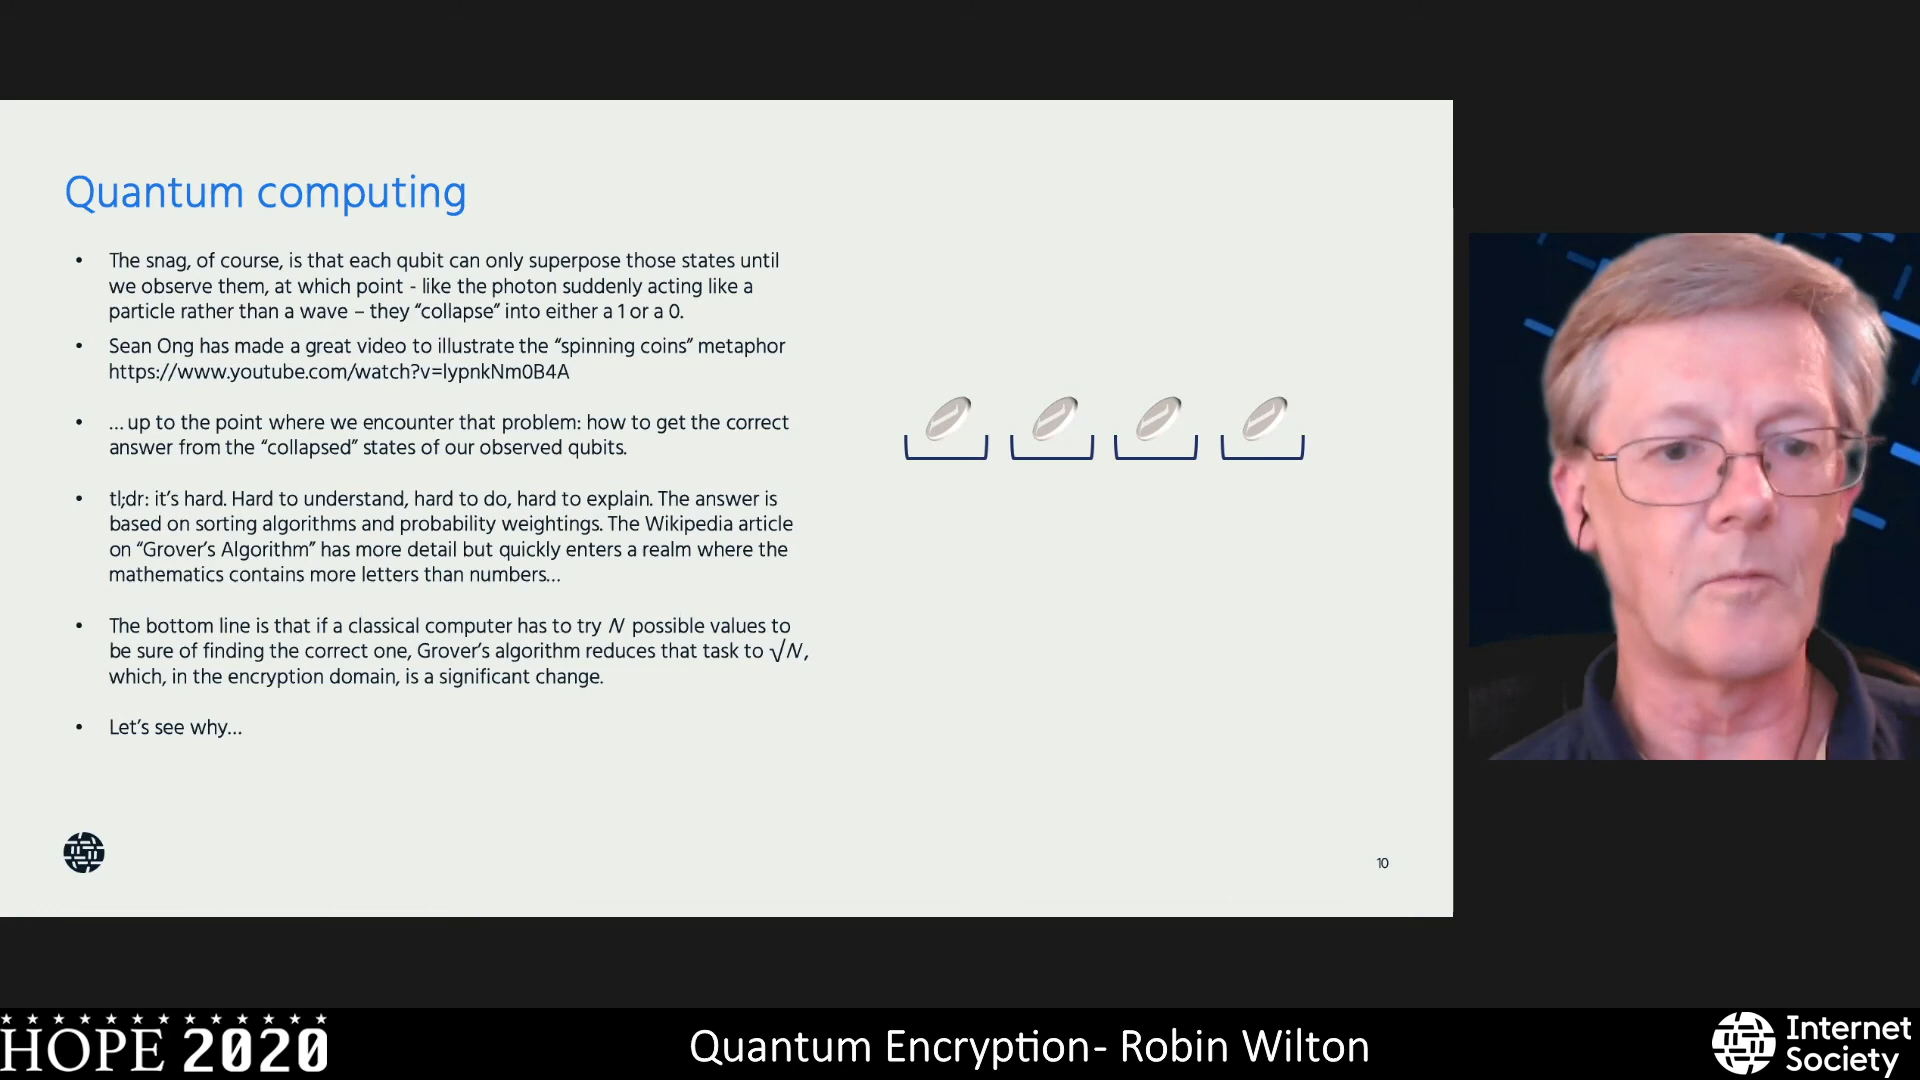 Quantum computing
• The snag, of course, is that each qubit can only superpose those states until
we observe them, at which point - like the photon suddenly acting like a
particle rather than a wave – they “collapse” into either a 1 or a 0.
• Sean Ong has made a great video to illustrate the “spinning coins” metaphor
https://www.youtube.com/watch?v=lypnkNm0B4A
• … up to the point where we encounter that problem: how to get the correct
answer from the “collapsed” states of our observed qubits.
• tl;dr: it’s hard. Hard to understand, hard to do, hard to explain. The answer is
based on sorting algorithms and probability weightings. The Wikipedia article
on “Grover’s Algorithm” has more detail but quickly enters a realm where the
mathematics contains more letters than numbers…
• The bottom line is that if a classical computer has to try N possible values to
be sure of finding the correct one, Grover’s algorithm reduces that task to √N,
which, in the encryption domain, is a significant change.
• Let’s see why…
10
HOPE 2020
Quantum Encryption- Robin Wilton
Internet
Society